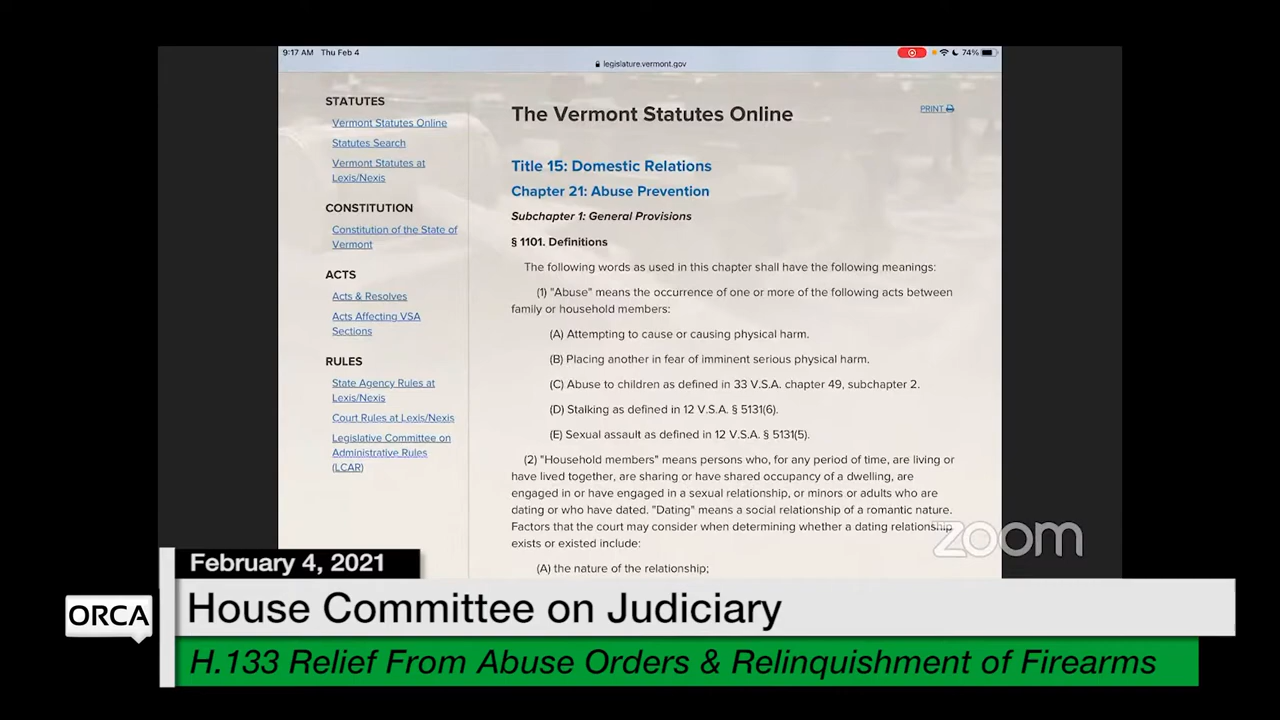 9:17 AM Thu Feb 4
74%
legislature.vermont.gov
STATUTES
Vermont Statutes Online
Statutes Search
Vermont Statutes at
Lexis/Nexis
CONSTITUTION
Constitution of the State of
Vermont
ACTS
Acts & Resolves
Acts Affecting VSA
Sections
RULES
State Agency Rules at
Lexis/Nexis
Court Rules at Lexis/Nexis
Legislative Committee on
Administrative Rules
(LCAR)
The Vermont Statutes Online
PRINT
Title 15: Domestic Relations
Chapter 21: Abuse Prevention
Subchapter 1: General Provisions
§ 1101. Definitions
The following words as used in this chapter shall have the following meanings:
(1) "Abuse" means the occurrence of one or more of the following acts between
family or household members:
(A) Attempting to cause or causing physical harm.
(B) Placing another in fear of imminent serious physical harm.
(C) Abuse to children as defined in 33 V.S.A. chapter 49, subchapter 2.
(D) Stalking as defined in 12 V.S.A. § 5131(6).
(E) Sexual assault as defined in 12 V.S.A. § 5131(5).
(2) "Household members" means persons who, for any period of time, are living or
have lived together, are sharing or have shared occupancy of a dwelling, are
engaged in or have engaged in a sexual relationship, or minors or adults who are
dating or who have dated. "Dating" means a social relationship of a romantic nature.
Factors that the court may consider when determining whether a dating relationship
exists or existed include:
(A) the nature of the relationship;
zoom
February 4, 2021
ORCA
House Committee on Judiciary
H.133 Relief From Abuse Orders & Relinquishment of Firearms